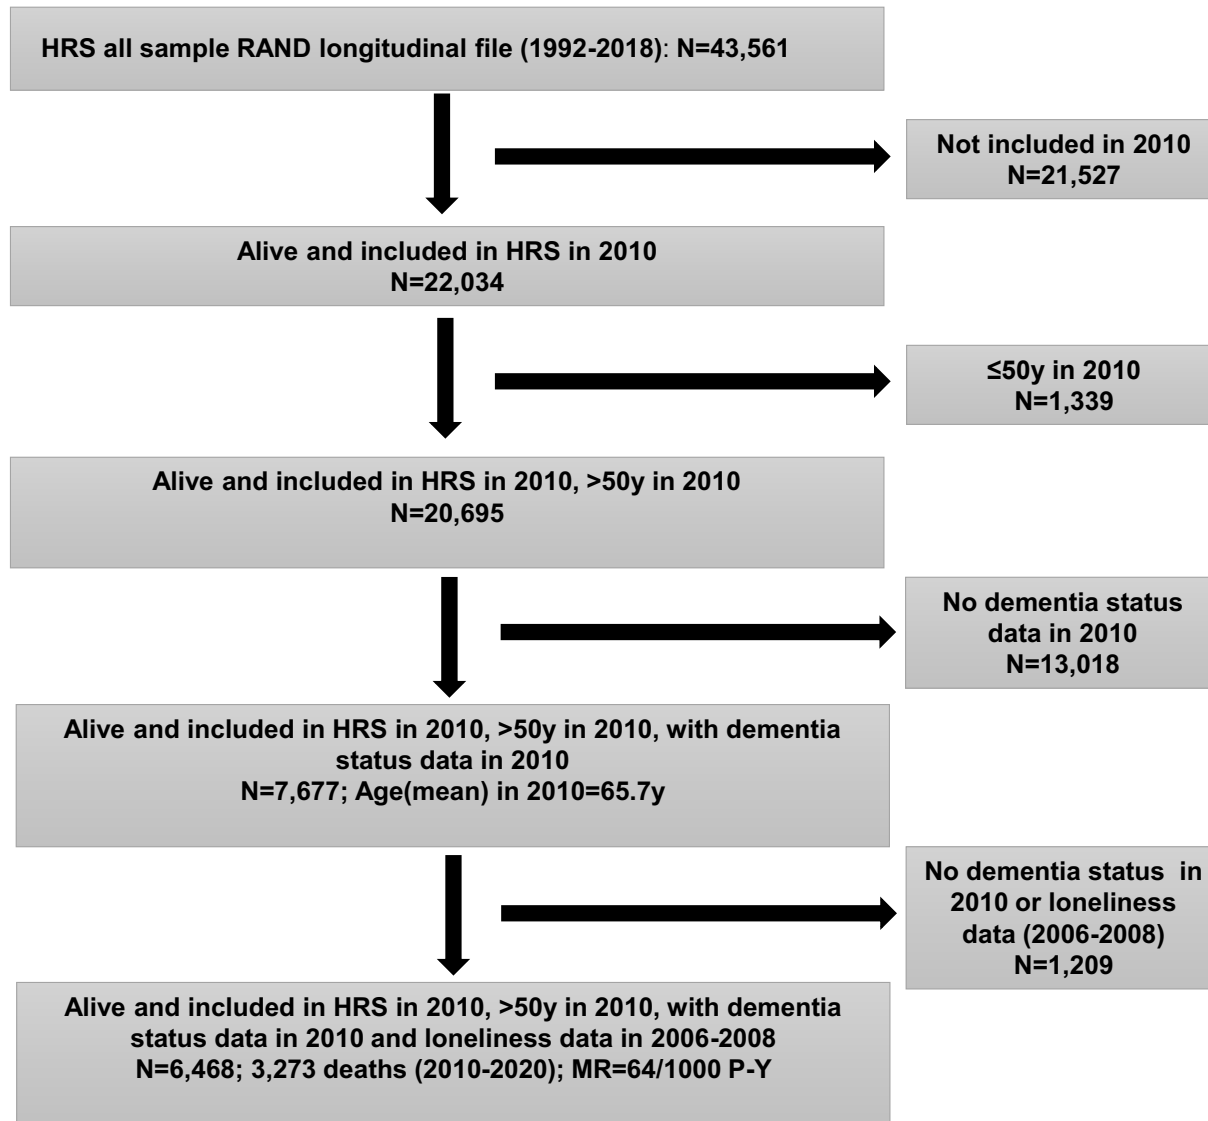 HRS all sample RAND longitudinal file (1992-2018): N=43,561
Not included in 2010
N=21,527
Alive and included in HRS in 2010
N=22,034
≤50y in 2010
N=1,339
Alive and included in HRS in 2010, >50y in 2010
N=20,695
No dementia status
data in 2010
N=13,018
Alive and included in HRS in 2010, >50y in 2010, with dementia
status data in 2010
N=7,677; Age(mean) in 2010=65.7y
No dementia status in
2010 or loneliness
data (2006-2008)
N=1,209
Alive and included in HRS in 2010, >50y in 2010, with dementia
status data in 2010 and loneliness data in 2006-2008
N=6,468; 3,273 deaths (2010-2020); MR=64/1000 P-Y